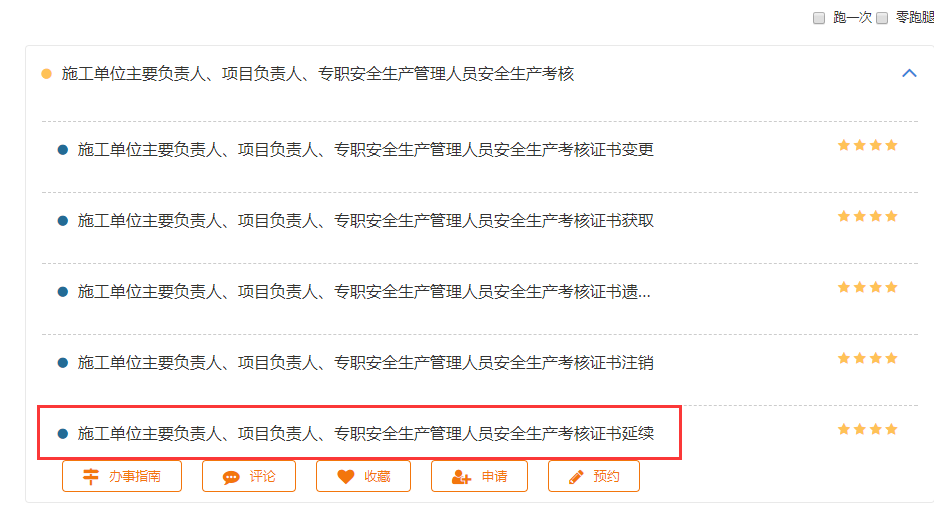 跑一次 零跑腿
施工单位主要负责人、项目负责人、专职安全生产管理人员安全生产考核
施工单位主要负责人、项目负责人、专职安全生产管理人员安全生产考核证书变更
施工单位主要负责人、项目负责人、专职安全生产管理人员安全生产考核证书获取
施工单位主要负责人、项目负责人、专职安全生产管理人员安全生产考核证书遗...
施工单位主要负责人、项目负责人、专职安全生产管理人员安全生产考核证书注销
施工单位主要负责人、项目负责人、专职安全生产管理人员安全生产考核证书延续
办事指南 评论 收藏 申请 预约